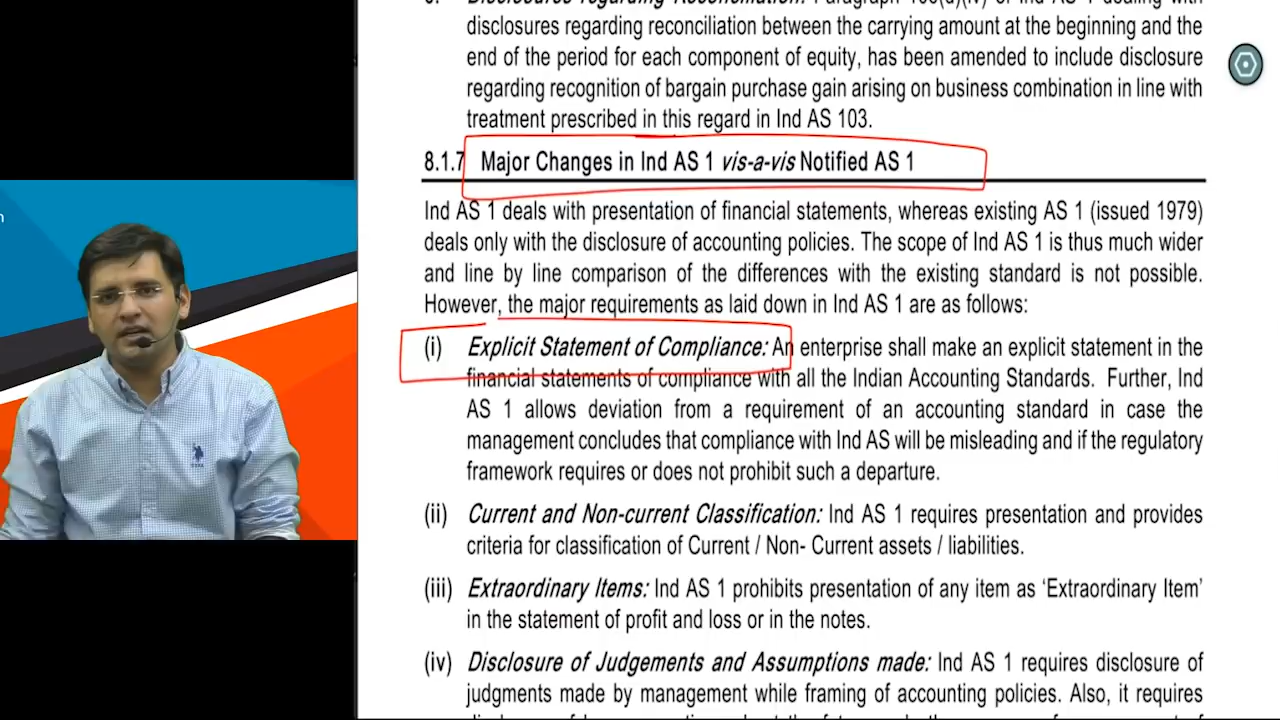 disclosures regarding reconciliation between the carrying amount at the beginning and the
end of the period for each component of equity, has been amended to include disclosure
regarding recognition of bargain purchase gain arising on business combination in line with
treatment prescribed in this regard in Ind AS 103.
8.1.7 Major Changes in Ind AS 1 vis-a-vis Notified AS 1
Ind AS 1 deals with presentation of financial statements, whereas existing AS 1 (issued 1979)
deals only with the disclosure of accounting policies. The scope of Ind AS 1 is thus much wider
and line by line comparison of the differences with the existing standard is not possible.
However, the major requirements as laid down in Ind AS 1 are as follows:
(i) Explicit Statement of Compliance: An enterprise shall make an explicit statement in the
financial statements of compliance with all the Indian Accounting Standards. Further, Ind
AS 1 allows deviation from a requirement of an accounting standard in case the
management concludes that compliance with Ind AS will be misleading and if the regulatory
framework requires or does not prohibit such a departure.
(ii) Current and Non-current Classification: Ind AS 1 requires presentation and provides
criteria for classification of Current / Non- Current assets / liabilities.
(iii) Extraordinary Items: Ind AS 1 prohibits presentation of any item as ‘Extraordinary Item’
in the statement of profit and loss or in the notes.
(iv) Disclosure of Judgements and Assumptions made: Ind AS 1 requires disclosure of
judgments made by management while framing of accounting policies. Also, it requires